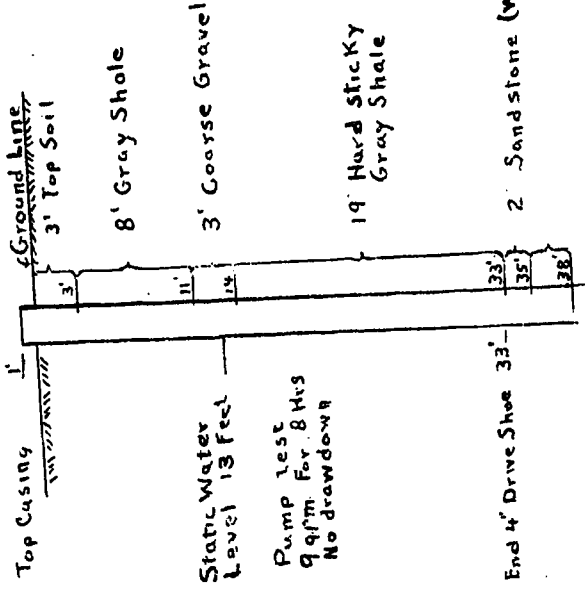 Top Casing
1'
Ground Line
3' Top Soil
3'
8' Gray Shale
11'
3' Coarse Gravel
14
Static Water
Level 13 Feet
Pump Test
9 gpm For 8 Hrs
No drawdown
19' Hard Sticky
Gray Shale
End 4" Drive Shoe 33'
33'
2' Sandstone
35'
38'